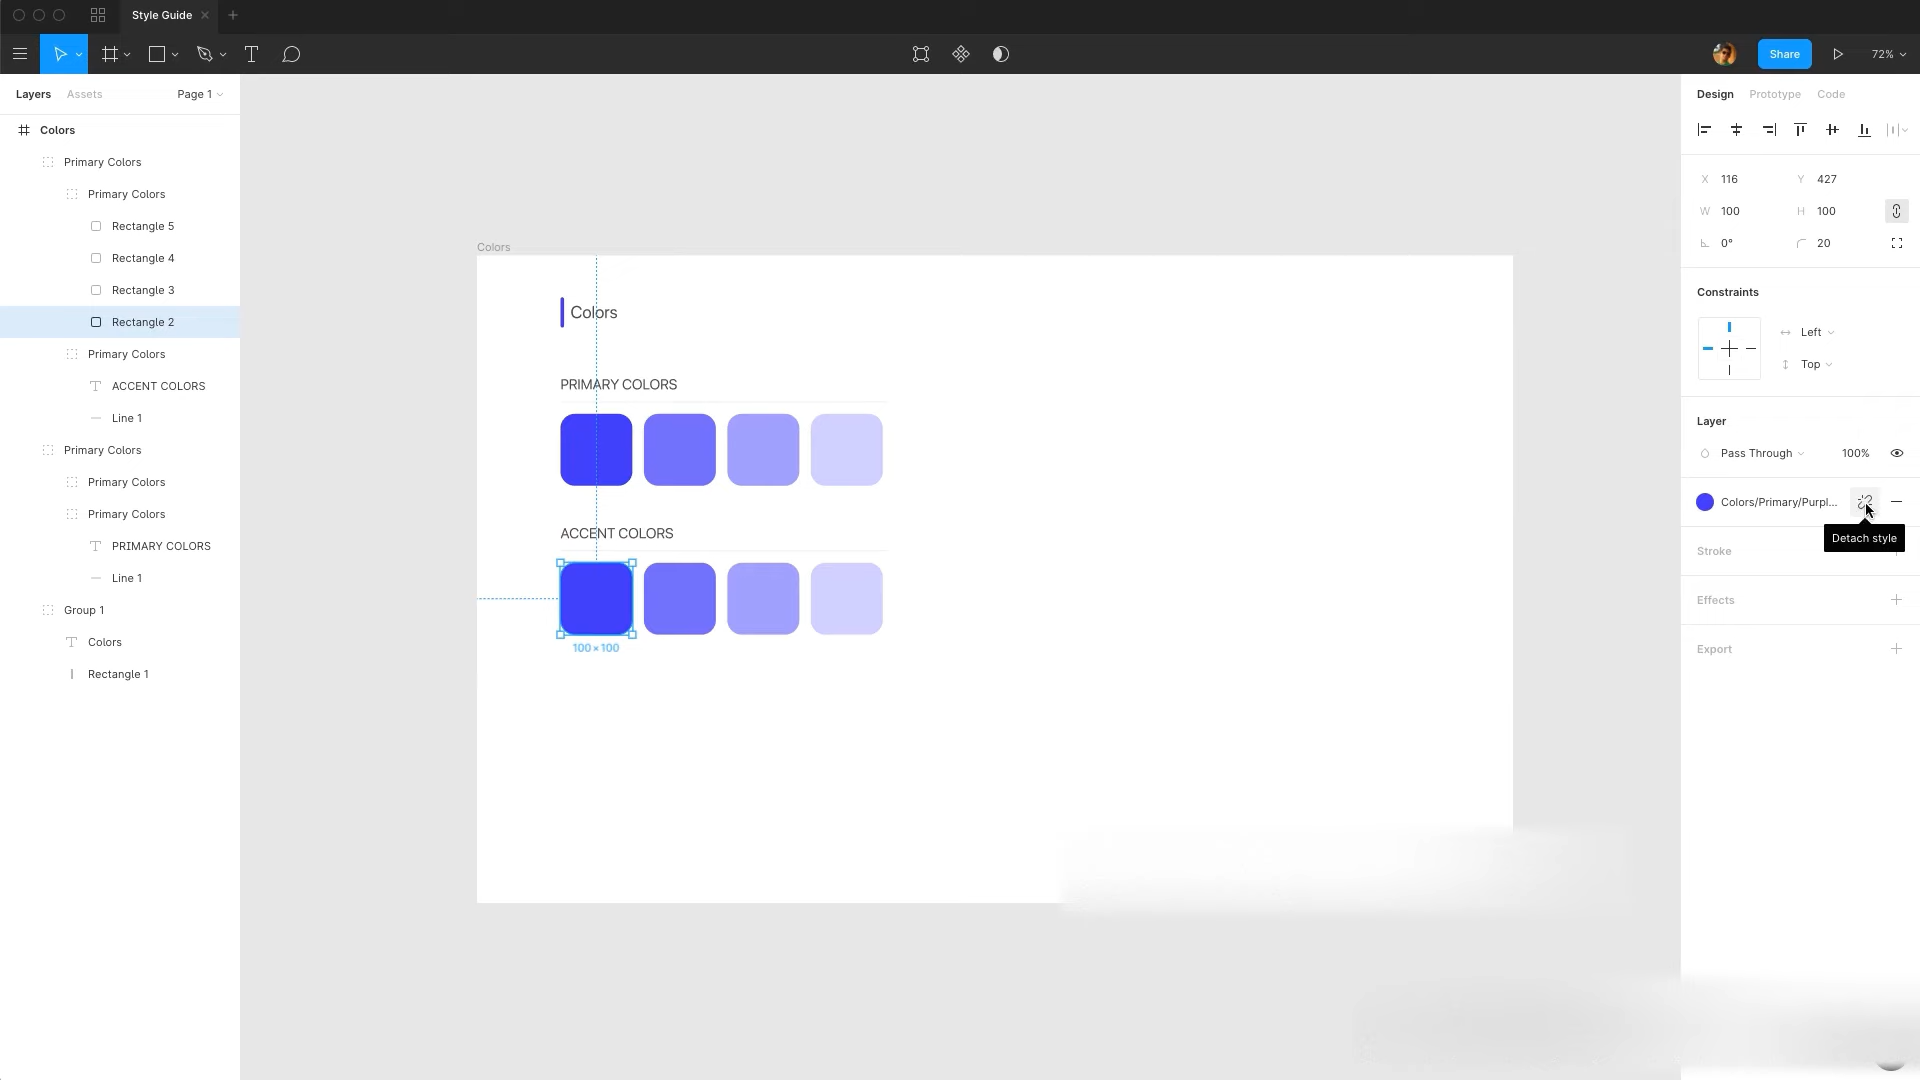 Style Guide
Share
72%
Layers
Assets
Page 1
Colors
Primary Colors
Primary Colors
Rectangle 5
Rectangle 4
Rectangle 3
Rectangle 2
Primary Colors
ACCENT COLORS
Line 1
Primary Colors
Primary Colors
Primary Colors
PRIMARY COLORS
Line 1
Group 1
Colors
Rectangle 1
Colors
Colors
PRIMARY COLORS
ACCENT COLORS
100 × 100
Design
Prototype
Code
X 116
Y 427
W 100
H 100
0°
20
Constraints
Left
Top
Layer
Pass Through
100%
Colors/Primary/Purpl...
Detach style
Stroke
Effects
Export